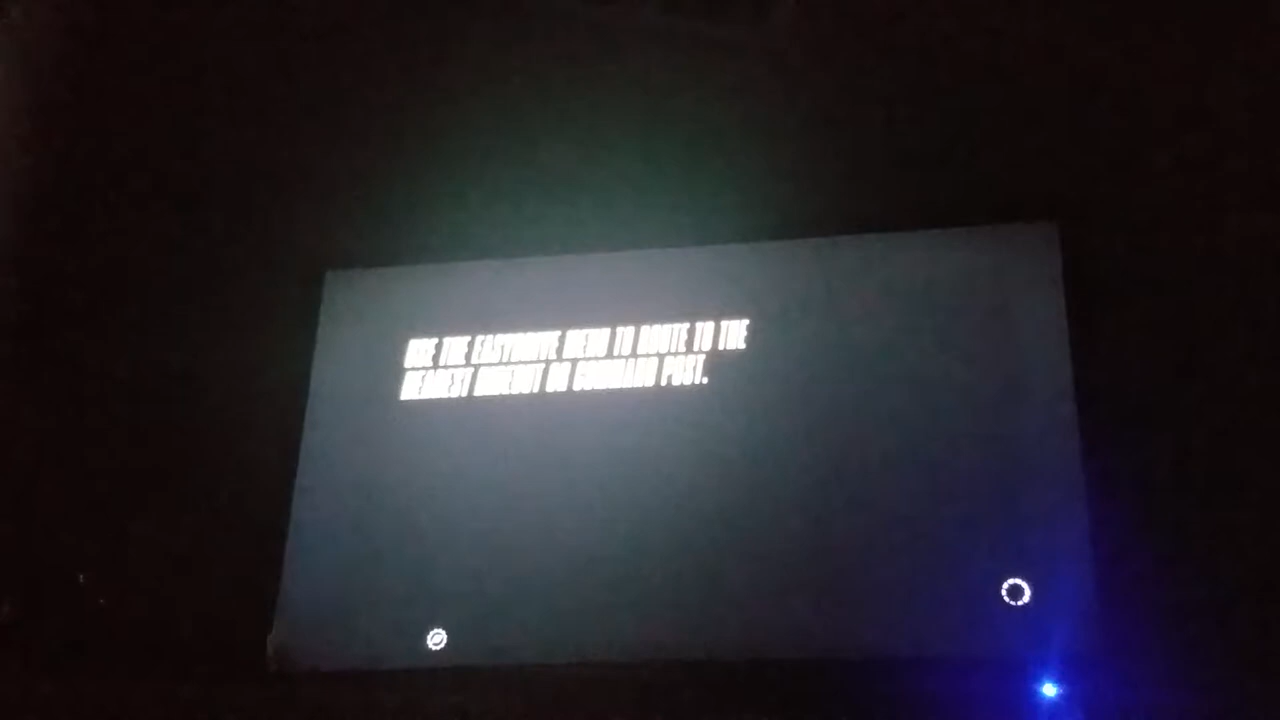 USE THE EASYDRIVE MENU TO ROUTE TO THE
NEAREST HIDEOUT OR COMMAND POST.